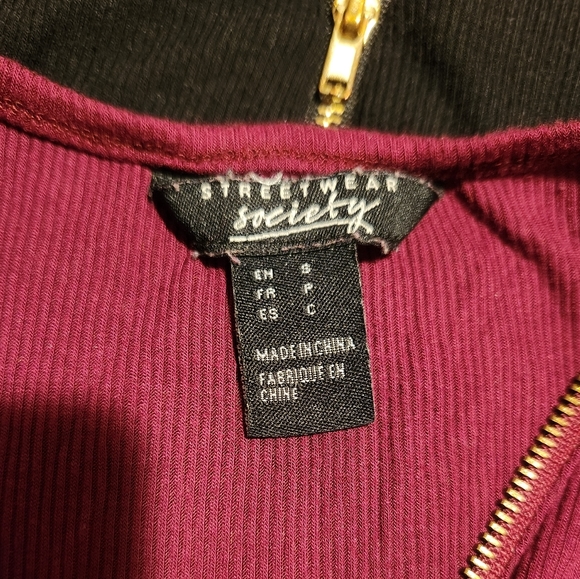 STREETWEAR
society
EN S
FR P
ES C
MADE IN CHINA
FABRIQUE EN
CHINE